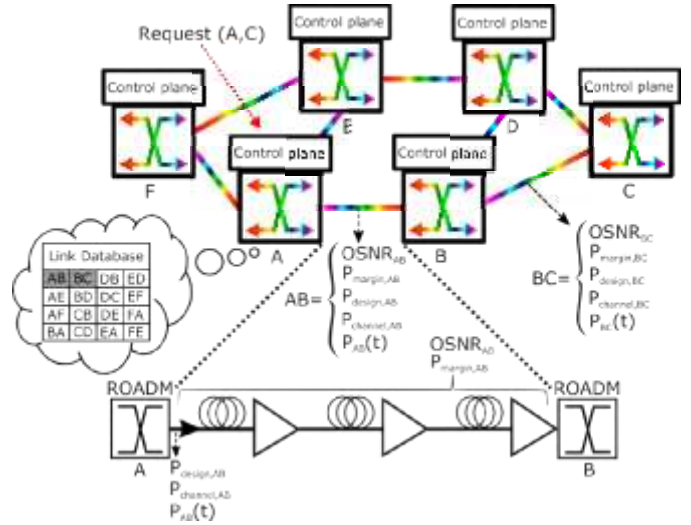 Control plane
Control plane
Request (A,C)
Control plane
Control plane
E
D
Control plane
Control plane
F
C
A
B
Link Database
AB BC DB ED
AE BD DC EF
AF CB DE FA
BA CD EA FE
AB=
OSNR_AB
P_margin,AB
P_design,AB
P_channel,AB
P_AB(t)
BC=
OSNR_BC
P_margin,BC
P_design,BC
P_channel,BC
P_BC(t)
OSNR_AB
P_margin,AB
ROADM
ROADM
A
B
P_design,AB
P_channel,AB
P_AB(t)